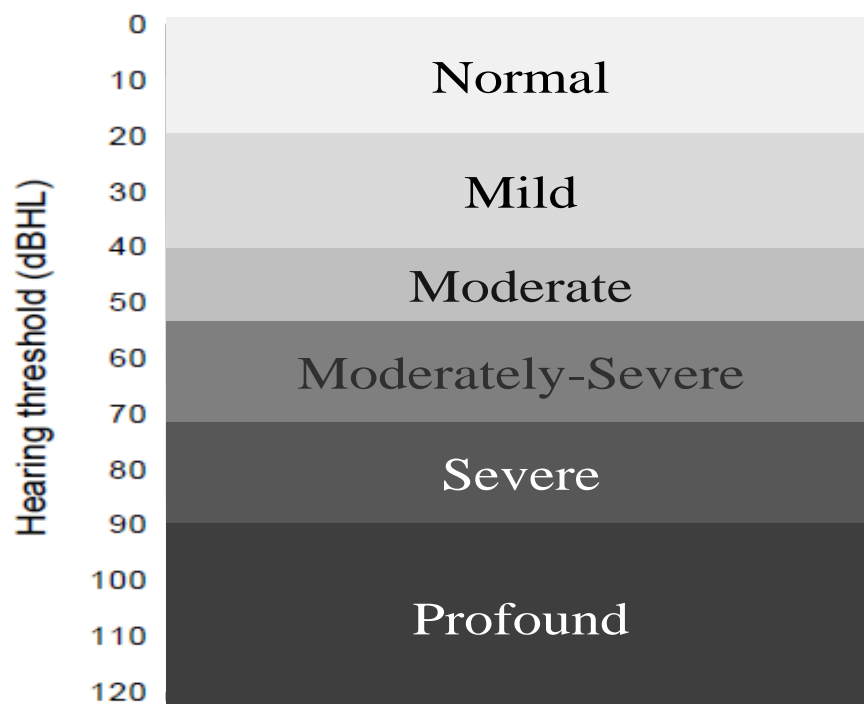 Hearing threshold (dBHL)
0
10
20
30
40
50
60
70
80
90
100
110
120
Normal
Mild
Moderate
Moderately-Severe
Severe
Profound